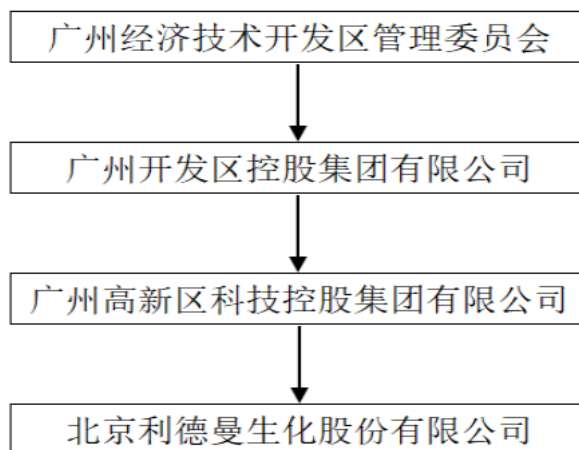 广州经济技术开发区管理委员会
广州开发区控股集团有限公司
广州高新区科技控股集团有限公司
北京利德曼生化股份有限公司